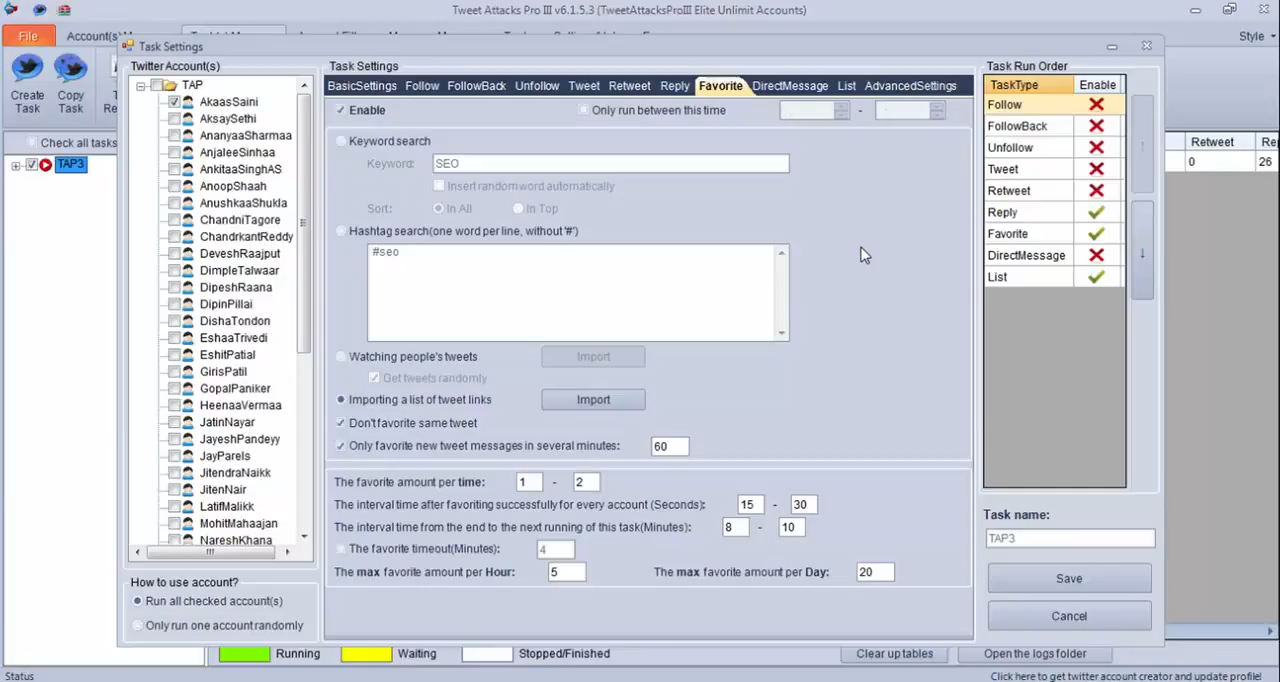 Tweet Attacks Pro III v6.1.5.3 (TweetAttacksProIII Elite Unlimit Accounts)
File
Style
Create Task
Copy Task
Check all tasks
TAP3
Task Settings
Twitter Account(s)
TAP
AkaasSaini
AksaySethi
AnanyaaSharmaa
AnjaleeSinhaa
AnkitaaSinghAS
AnoopShaah
AnushkaaShukla
ChandniTagore
ChandrkantReddy
DeveshRaajput
DimpleTalwaar
DipeshRaana
DipinPillai
DishaTondon
EshaaTrivedi
EshitPatial
GirisPatil
GopalPaniker
HeenaaVermaa
JatinNayar
JayeshPandeyy
JayParels
JitendraNaikk
JitenNair
LatifMalikk
MohitMahaajan
NareshKhana
How to use account?
Run all checked account(s)
Only run one account randomly
Task Settings
BasicSettings Follow FollowBack Unfollow Tweet Retweet Reply Favorite DirectMessage List AdvancedSettings
Enable
Only run between this time
-
Keyword search
Keyword: SEO
Insert random word automatically
Sort: In All In Top
Hashtag search(one word per line, without '#')
#seo
Watching people's tweets Import
Get tweets randomly
Importing a list of tweet links Import
Don't favorite same tweet
Only favorite new tweet messages in several minutes: 60
The favorite amount per time: 1 - 2
The interval time after favoriting successfully for every account (Seconds): 15 - 30
The interval time from the end to the next running of this task(Minutes): 8 - 10
The favorite timeout(Minutes): 4
The max favorite amount per Hour: 5 The max favorite amount per Day: 20
Task Run Order
TaskType Enable
Follow
FollowBack
Unfollow
Tweet
Retweet
Reply
Favorite
DirectMessage
List
Task name:
TAP3
Save
Cancel
Retweet
0 26
Running Waiting Stopped/Finished Clear up tables Open the logs folder
Status Click here to get twitter account creator and update profile!